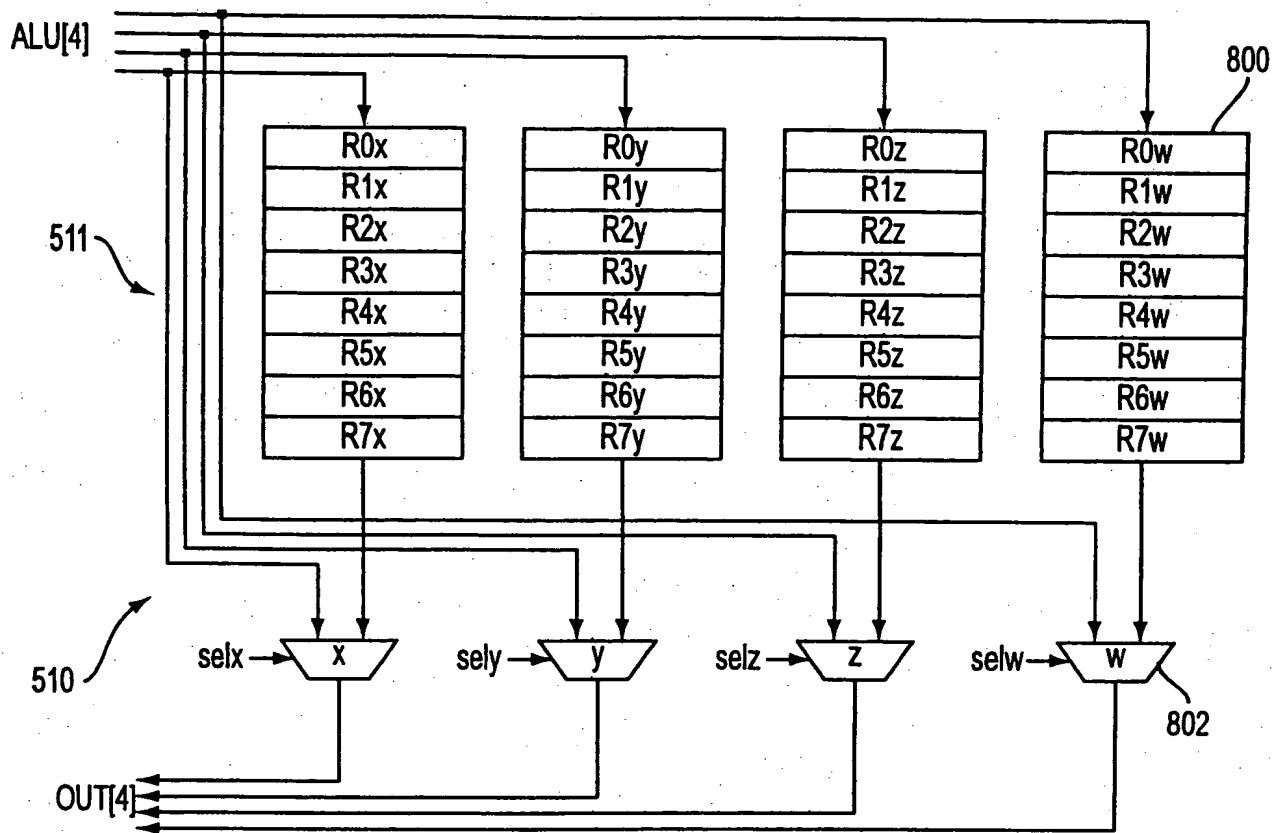 ALU[4]
800
R0x R0y R0z R0w
R1x R1y R1z R1w
R2x R2y R2z R2w
511
R3x R3y R3z R3w
R4x R4y R4z R4w
R5x R5y R5z R5w
R6x R6y R6z R6w
R7x R7y R7z R7w
510
selx x sely y selz z selw w
802
OUT[4]